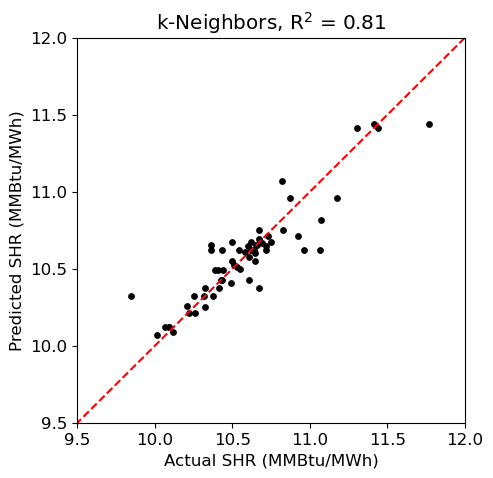 k-Neighbors, R² = 0.81
12.0
11.5
11.0
10.5
10.0
9.5
Predicted SHR (MMBtu/MWh)
9.5 10.0 10.5 11.0 11.5 12.0
Actual SHR (MMBtu/MWh)